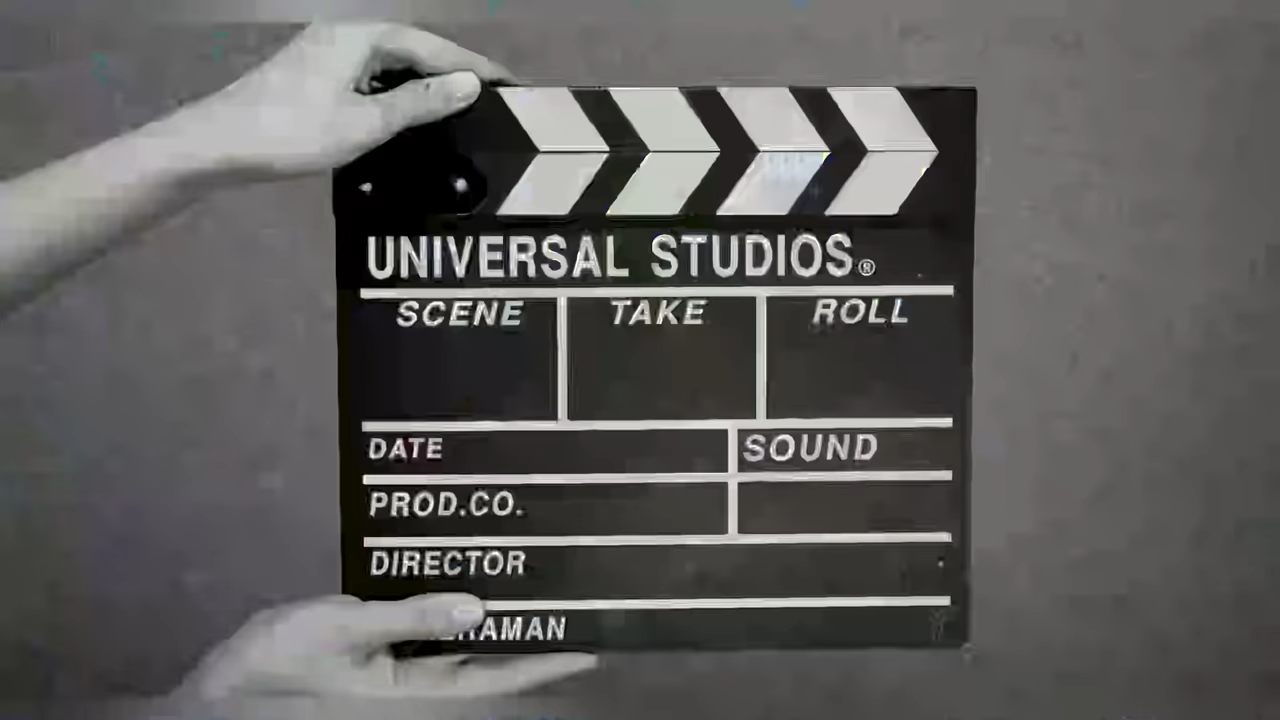 UNIVERSAL STUDIOS®
SCENE TAKE ROLL
DATE SOUND
PROD.CO.
DIRECTOR